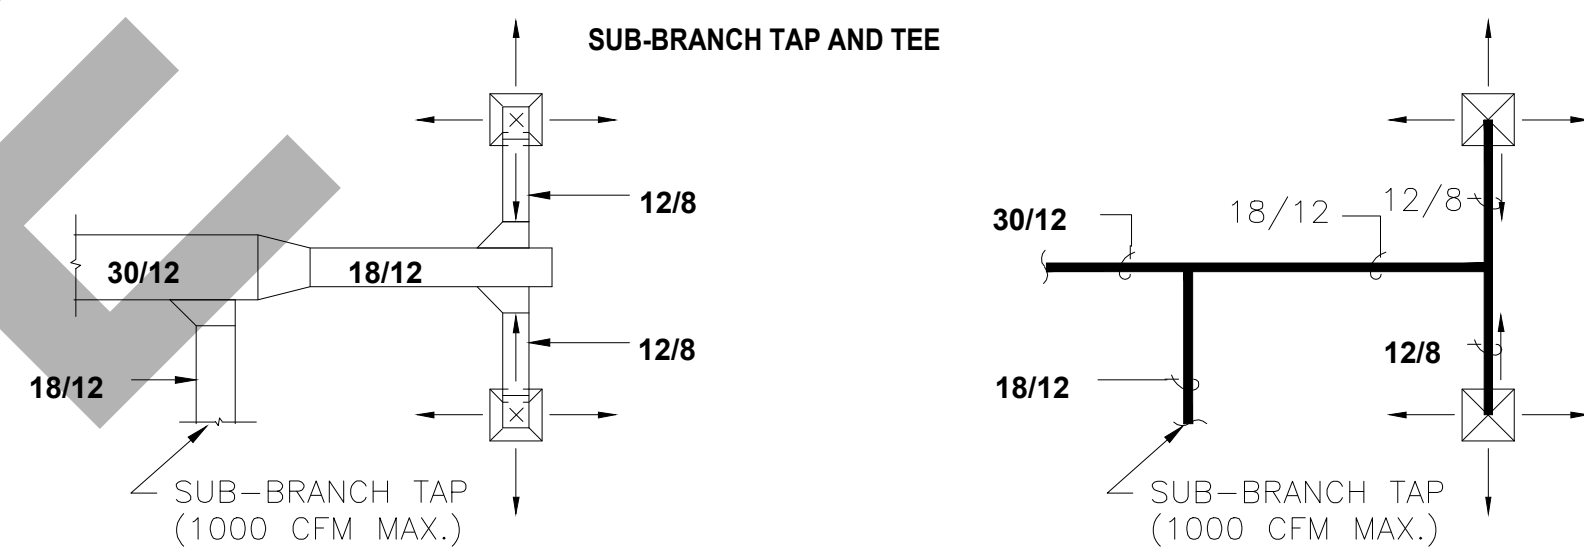 SUB-BRANCH TAP AND TEE
12/8
30/12
18/12
12/8
18/12
SUB-BRANCH TAP
(1000 CFM MAX.)
12/8
18/12
30/12
12/8
18/12
SUB-BRANCH TAP
(1000 CFM MAX.)